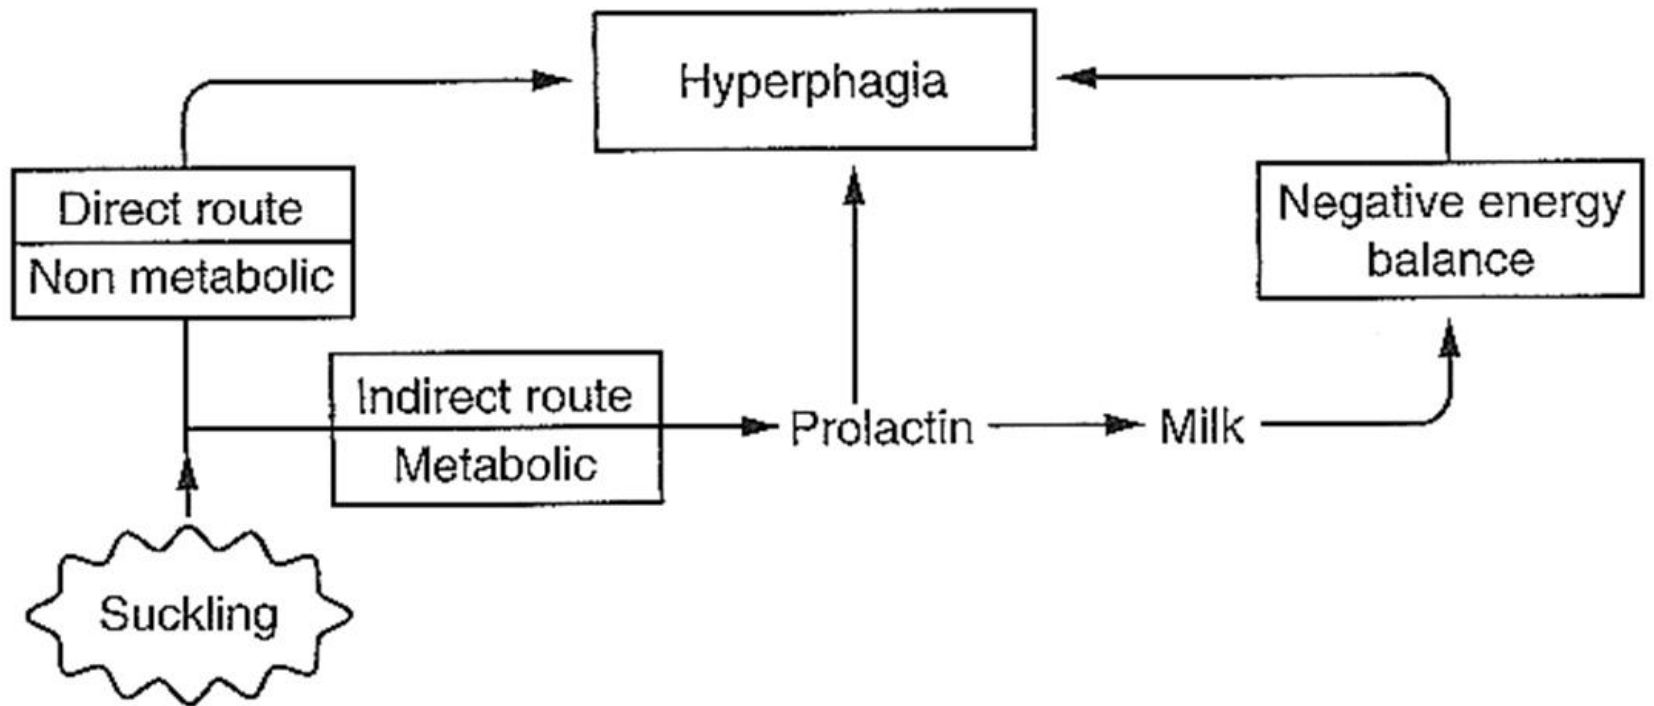 Hyperphagia
Direct route
Non metabolic
Negative energy
balance
Indirect route
Metabolic
Prolactin
Milk
Suckling